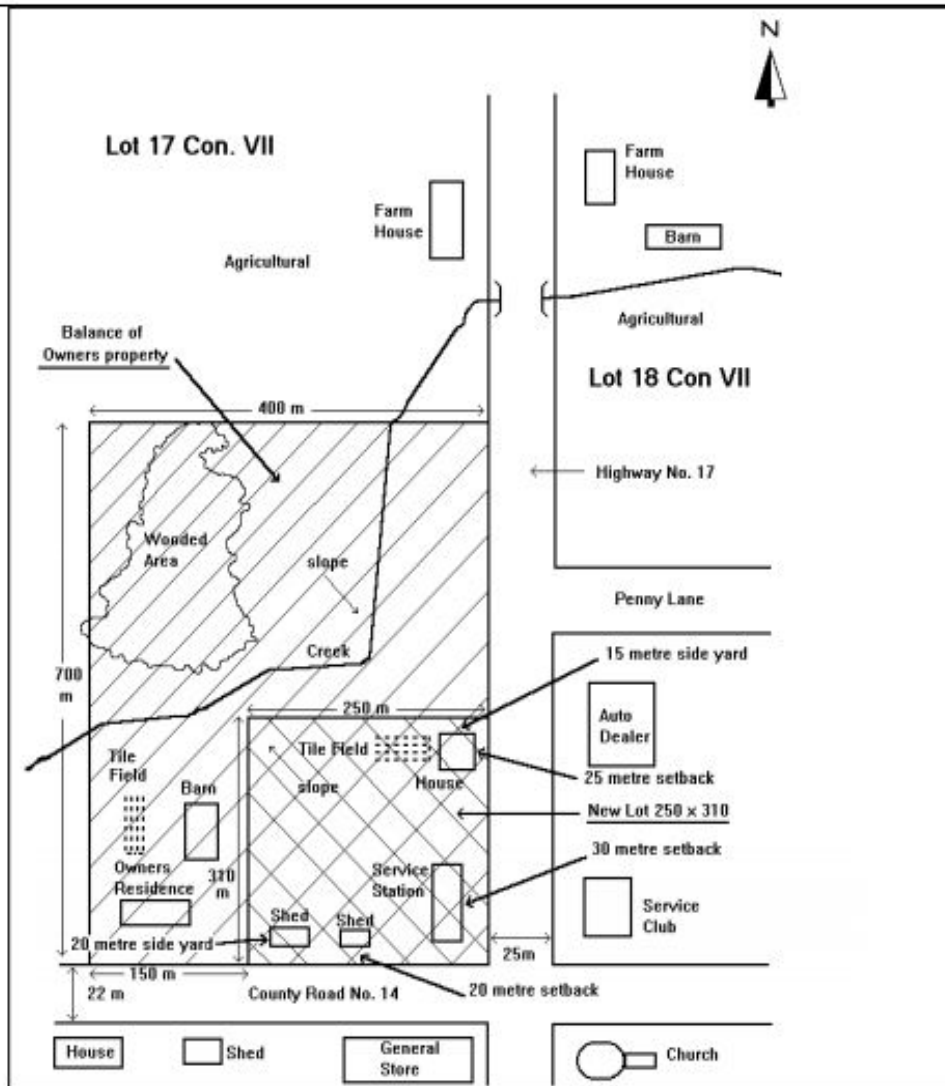 N
Lot 17 Con. VII
Farm
House
Farm
House
Barn
Agricultural
Agricultural
Balance of
Owners property
Lot 18 Con VII
400 m
Highway No. 17
Wooded
Area
slope
Penny Lane
Creek
15 metre side yard
700
m
250 m
Auto
Dealer
Tile Field
Tile
Field
House
25 metre setback
slope
Barn
New Lot 250 x 310
30 metre setback
310
m
Service
Station
Owners
Residence
Service
Club
Shed
Shed
20 metre side yard
25m
150 m
22 m
County Road No. 14
20 metre setback
House
Shed
General
Store
Church